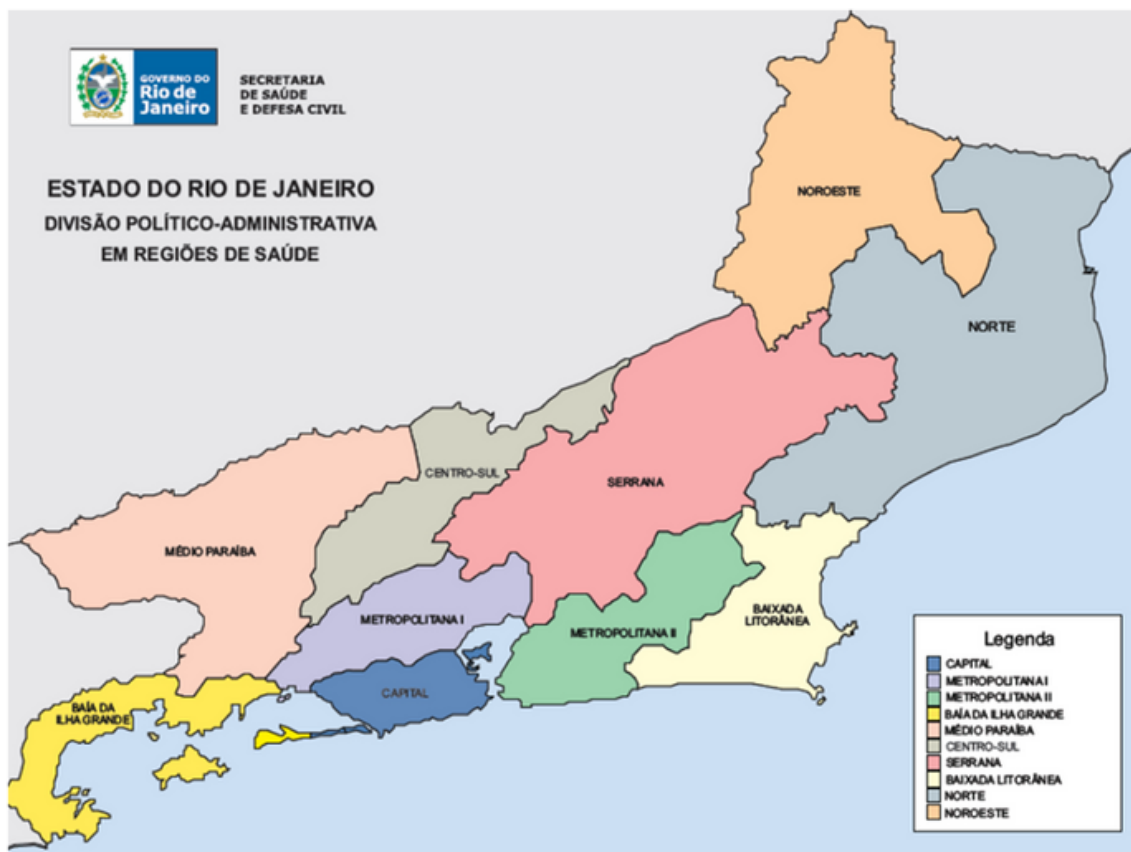 GOVERNO DO
Rio de
Janeiro
SECRETARIA
DE SAÚDE
E DEFESA CIVIL
ESTADO DO RIO DE JANEIRO
DIVISÃO POLÍTICO-ADMINISTRATIVA
EM REGIÕES DE SAÚDE
NOROESTE
NORTE
CENTRO-SUL
SERRANA
MÉDIO PARAÍBA
METROPOLITANA I
METROPOLITANA II
BAIXADA
LITORÂNEA
CAPITAL
BAÍA DA
ILHA GRANDE
Legenda
CAPITAL
METROPOLITANA I
METROPOLITANA II
BAÍA DA ILHA GRANDE
MÉDIO PARAÍBA
CENTRO-SUL
SERRANA
BAIXADA LITORÂNEA
NORTE
NOROESTE